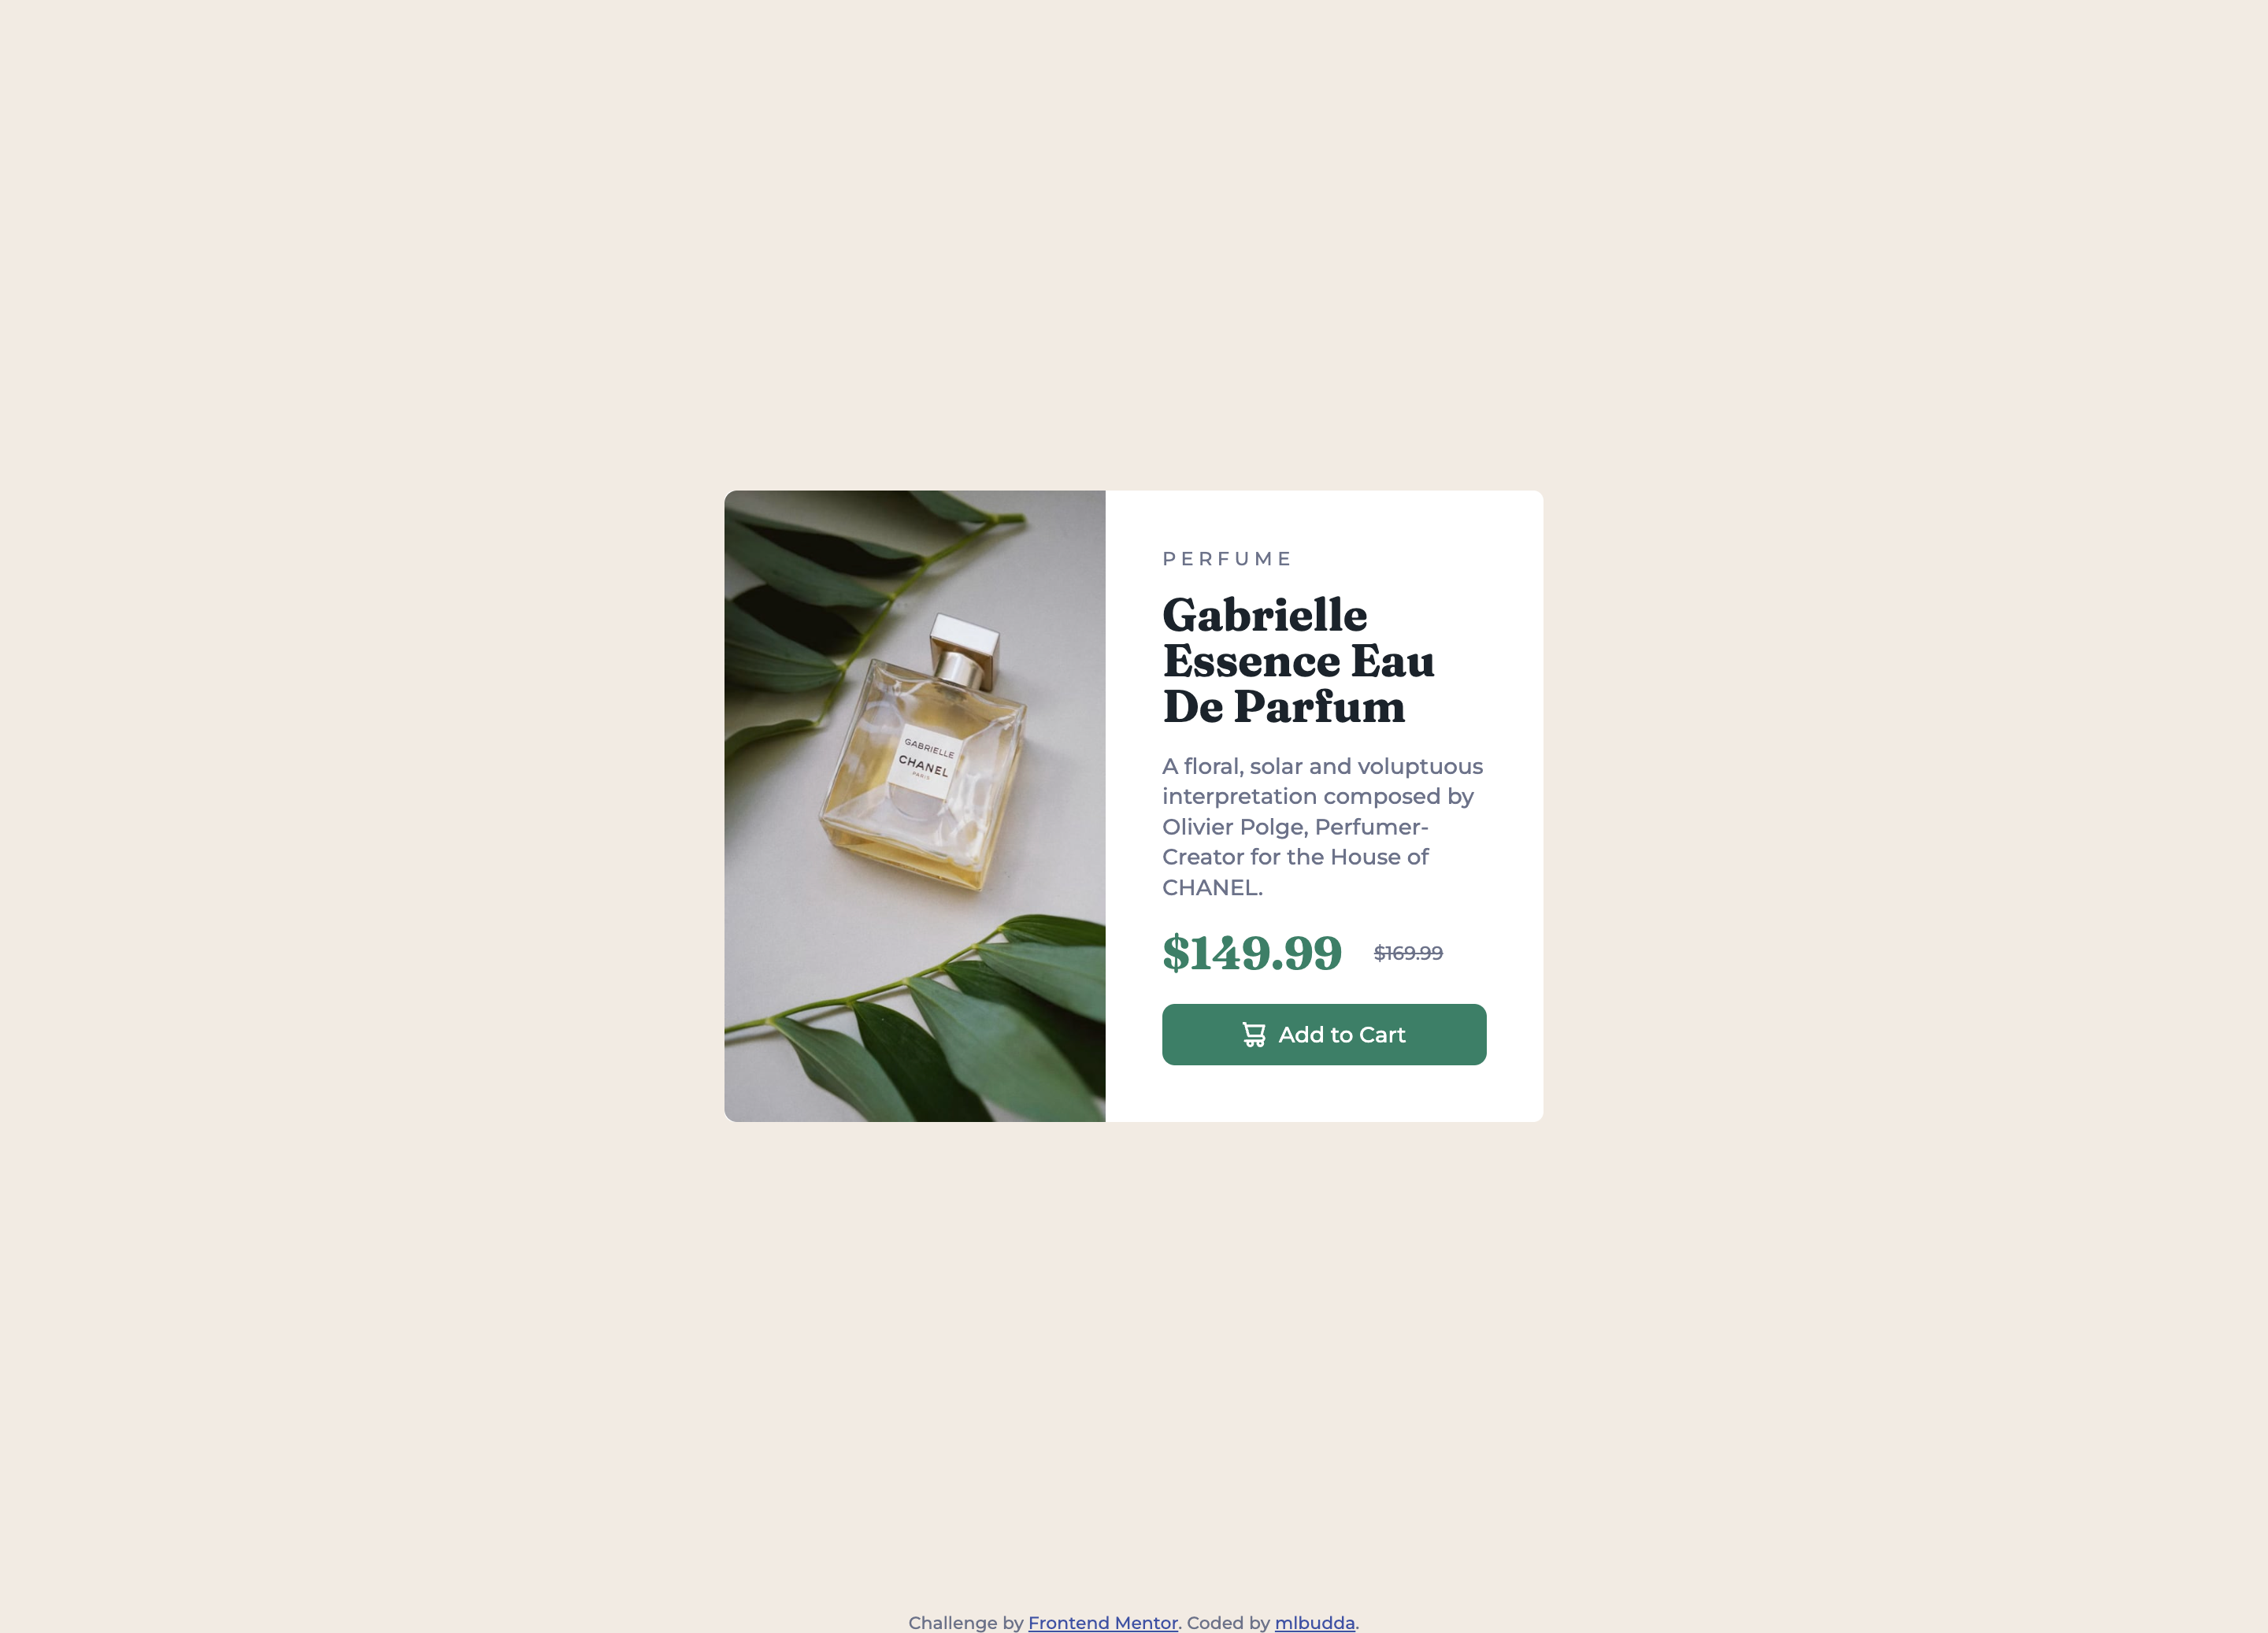 GABRIELLE
CHANEL
PARIS
PERFUME
Gabrielle
Essence Eau
De Parfum
A floral, solar and voluptuous
interpretation composed by
Olivier Polge, Perfumer-
Creator for the House of
CHANEL.
$149.99 $169.99
Add to Cart
Challenge by Frontend Mentor. Coded by mlbudda.